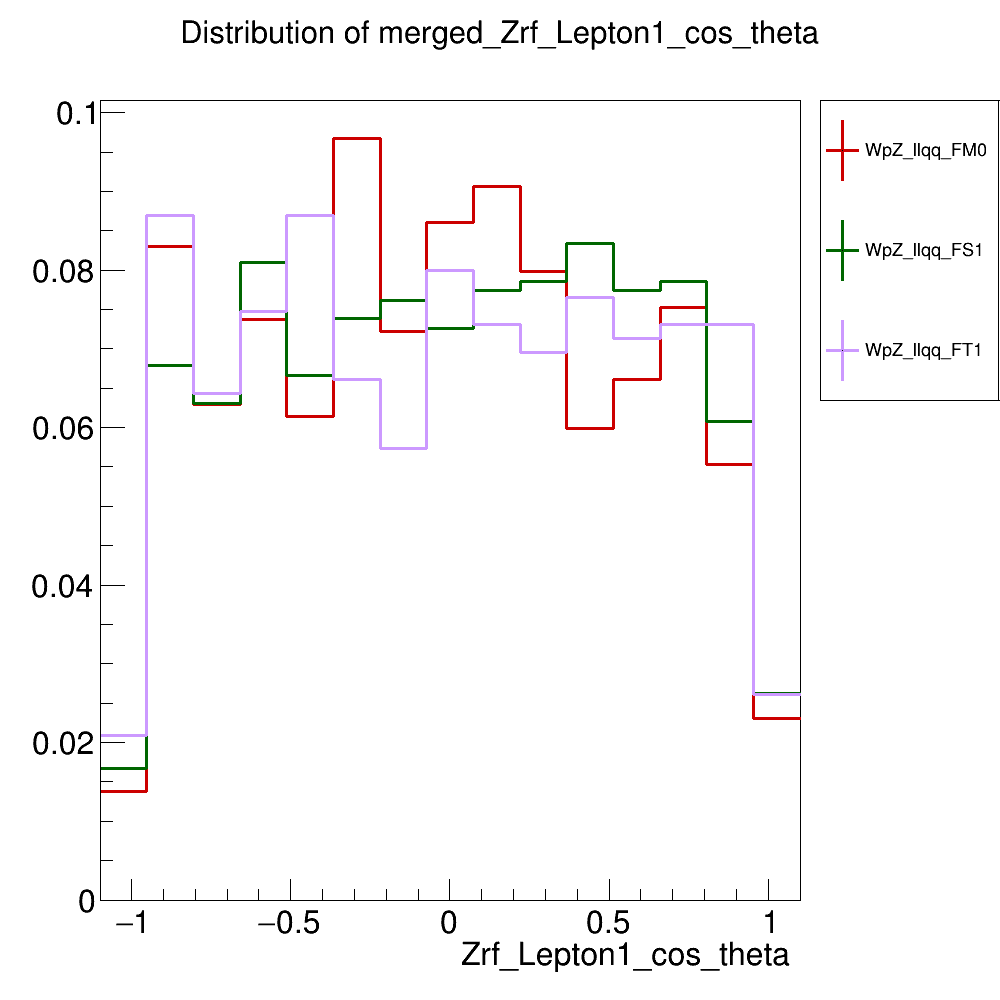 Distribution of merged_Zrf_Lepton1_cos_theta
0.1
0.08
0.06
0.04
0.02
0
−1
−0.5
0
0.5
1
Zrf_Lepton1_cos_theta
WpZ_llqq_FM0
WpZ_llqq_FS1
WpZ_llqq_FT1